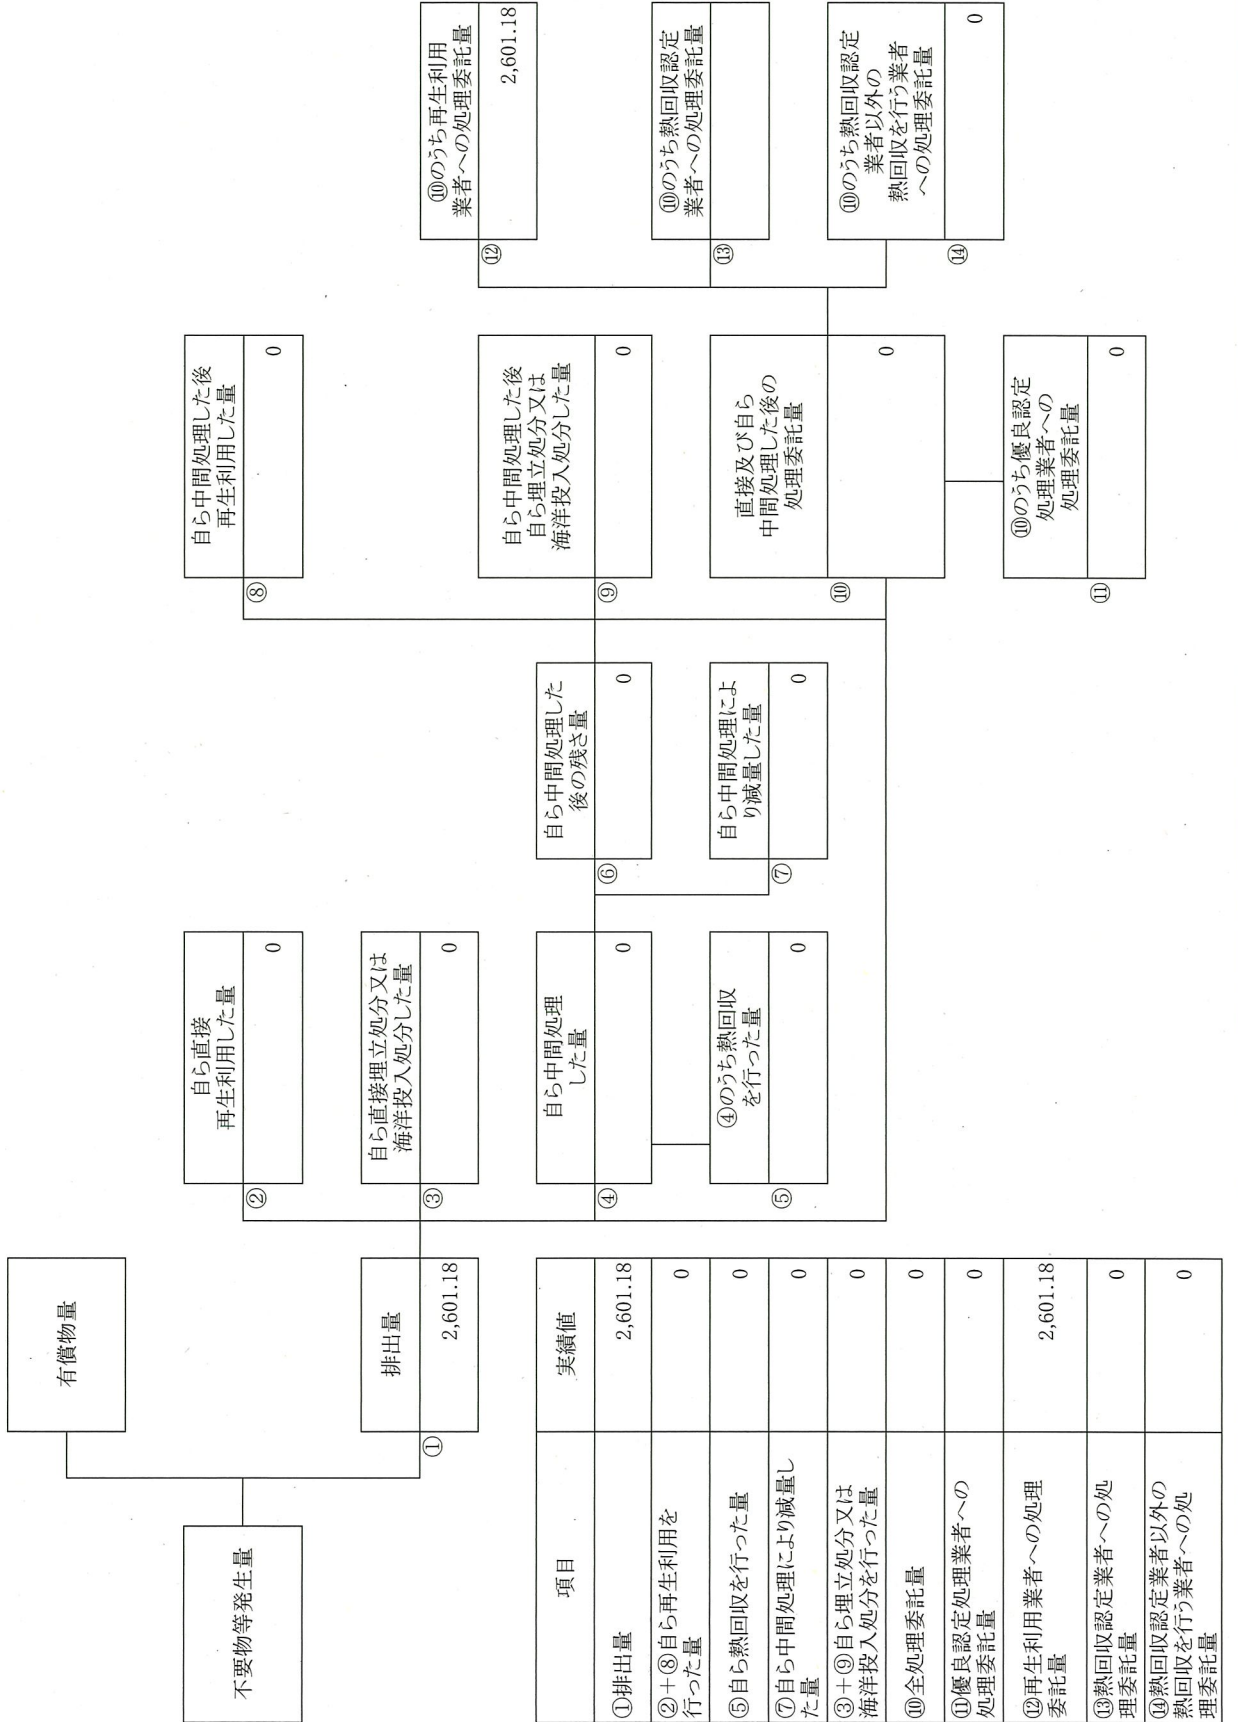 有償物量
不要物等発生量
①
排出量
2,601.18
②
自ら直接
再生利用した量
0
③
自ら直接埋立処分又は
海洋投入処分した量
0
④
自ら中間処理
した量
0
⑤
④のうち熱回収
を行った量
0
⑥
自ら中間処理した
後の残さ量
0
⑦
自ら中間処理によ
り減量した量
0
⑧
自ら中間処理した後
再生利用した量
0
⑨
自ら中間処理した後
自ら埋立処分又は
海洋投入処分した量
0
⑩
直接及び自ら
中間処理した後の
処理委託量
0
⑪
⑩のうち優良認定
処理業者への
処理委託量
0
⑫
⑩のうち再生利用
業者への処理委託量
2,601.18
⑬
⑩のうち熱回収認定
業者への処理委託量
⑭
⑩のうち熱回収認定
業者以外の
熱回収を行う業者
への処理委託量
0
項目 実績値
①排出量 2,601.18
②+⑧自ら再生利用を
行った量 0
⑤自ら熱回収を行った量 0
⑦自ら中間処理により減量し
た量 0
③+⑨自ら埋立処分又は
海洋投入処分を行った量 0
⑩全処理委託量 0
⑪優良認定処理業者への
処理委託量 0
⑫再生利用業者への処理
委託量 2,601.18
⑬熱回収認定業者への処
理委託量 0
⑭熱回収認定業者以外の
熱回収を行う業者への処
理委託量 0